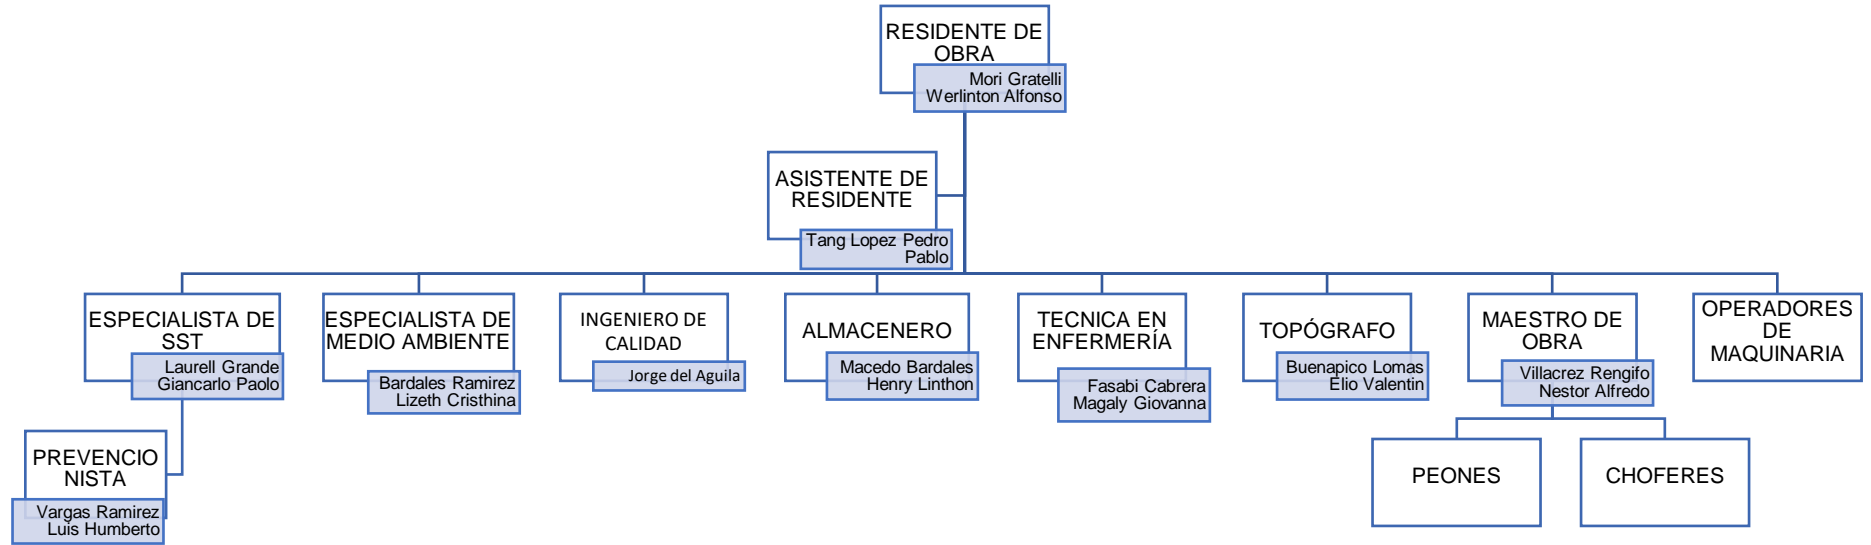 RESIDENTE DE
OBRA
Mori Gratelli
Werlinton Alfonso
ASISTENTE DE
RESIDENTE
Tang Lopez Pedro
Pablo
ESPECIALISTA DE
SST
Laurell Grande
Giancarlo Paolo
ESPECIALISTA DE
MEDIO AMBIENTE
Bardales Ramirez
Lizeth Cristhina
INGENIERO DE
CALIDAD
Jorge del Aguila
ALMACENERO
Macedo Bardales
Henry Linthon
TECNICA EN
ENFERMERÍA
Fasabi Cabrera
Magaly Giovanna
TOPÓGRAFO
Buenapico Lomas
Elio Valentin
MAESTRO DE
OBRA
Villacrez Rengifo
Nestor Alfredo
OPERADORES
DE
MAQUINARIA
PREVENCIO
NISTA
Vargas Ramirez
Luis Humberto
PEONES
CHOFERES